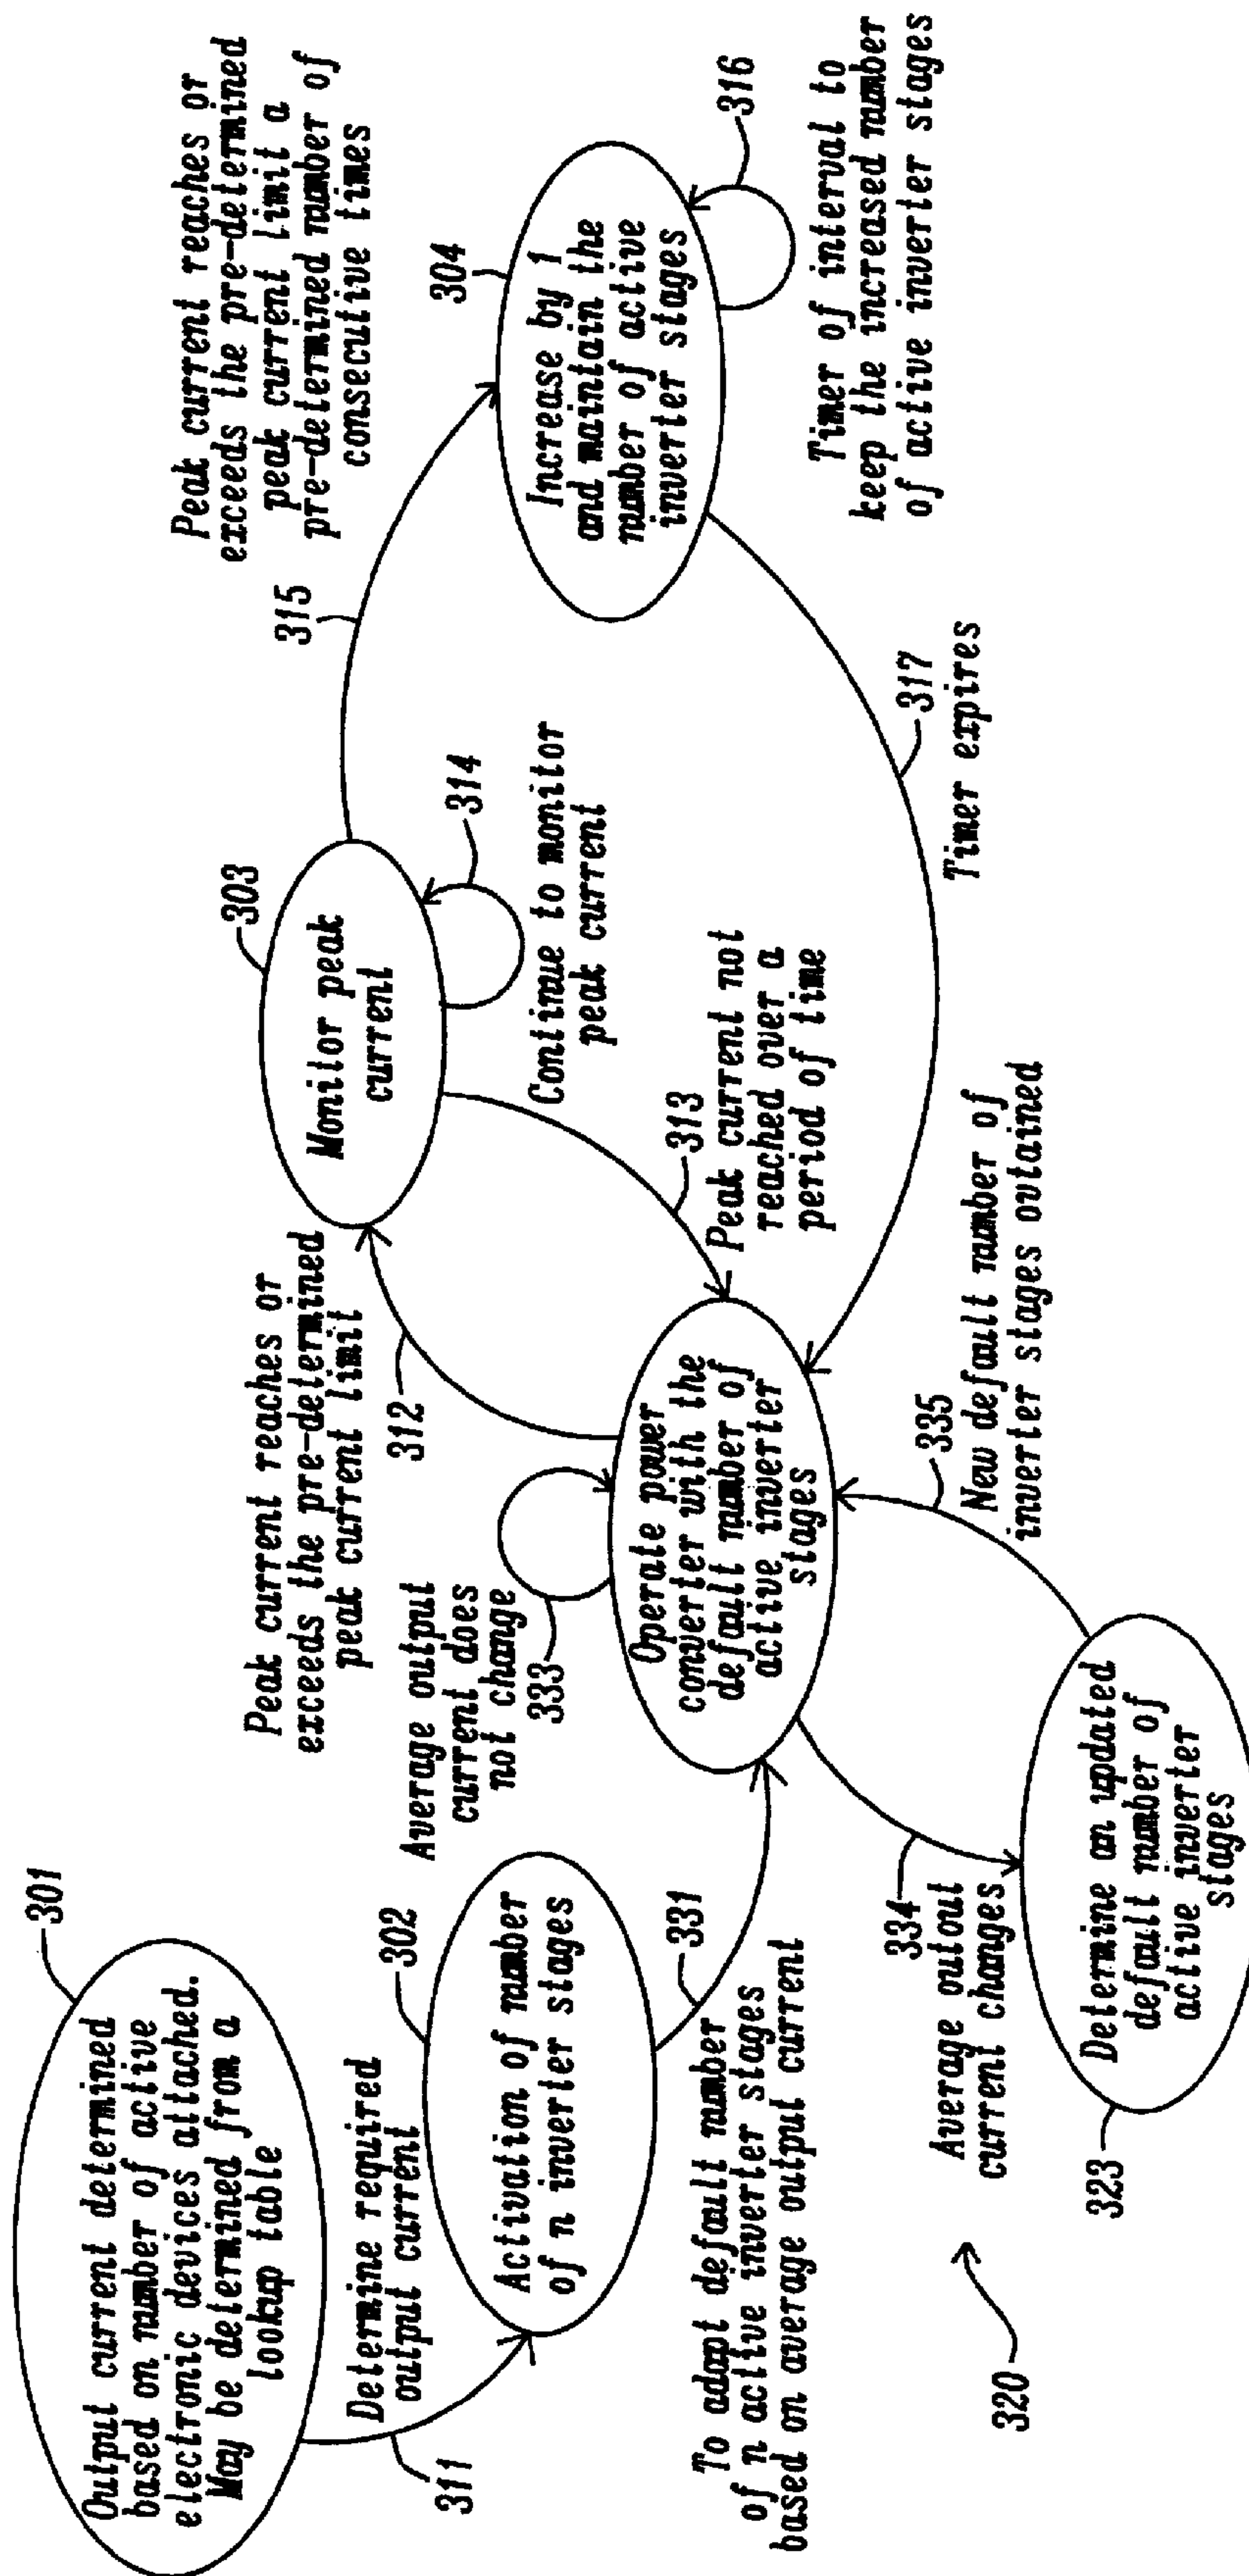 301
Output current determined
based on number of active
electronic devices attached.
May be determined from a
lookup table
311
Determine required
output current
302
Activation of number
of n inverter stages
331
To adapt default number
of n active inverter stages
based on average output current
Average output
current does
not change
333
Operate power
converter with the
default number of
active inverter
stages
334
Average outout
current changes
323
Determine an updated
default number of
active inverter
stages
335
New default number of
inverter stages ovtained
320
Peak current reaches or
exceeds the pre-determined
peak current limit
312
303
Monitor peak
current
314
Continue to monitor
peak current
313
Peak current not
reached over a
period of time
315
Peak current reaches or
exceeds the pre-determined
peak current limit a
pre-determined number of
consecutive times
304
Increase by 1
and maintain the
number of active
inverter stages
316
Timer of interval to
keep the increased number
of active inverter stages
317
Timer expires